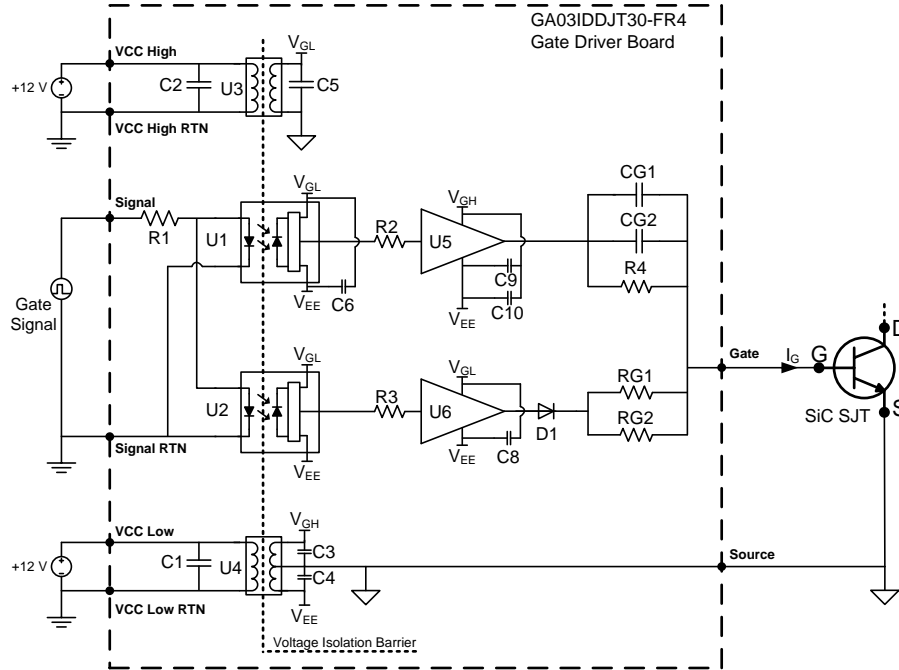 GA03IDDJT30-FR4
Gate Driver Board
VCC High
VGL
+12 V
C2
U3
C5
VCC High RTN
Signal
VGL
VGH
CG1
R1
U1
R2
U5
CG2
R4
C9
C6
C10
VEE
VEE
Gate
Signal
VGL
VGL
Gate
IG
G
D
U2
R3
U6
D1
RG1
RG2
S
SiC SJT
Signal RTN
VEE
VEE
C8
VCC Low
VGH
+12 V
C1
U4
C3
C4
Source
VCC Low RTN
VEE
Voltage Isolation Barrier